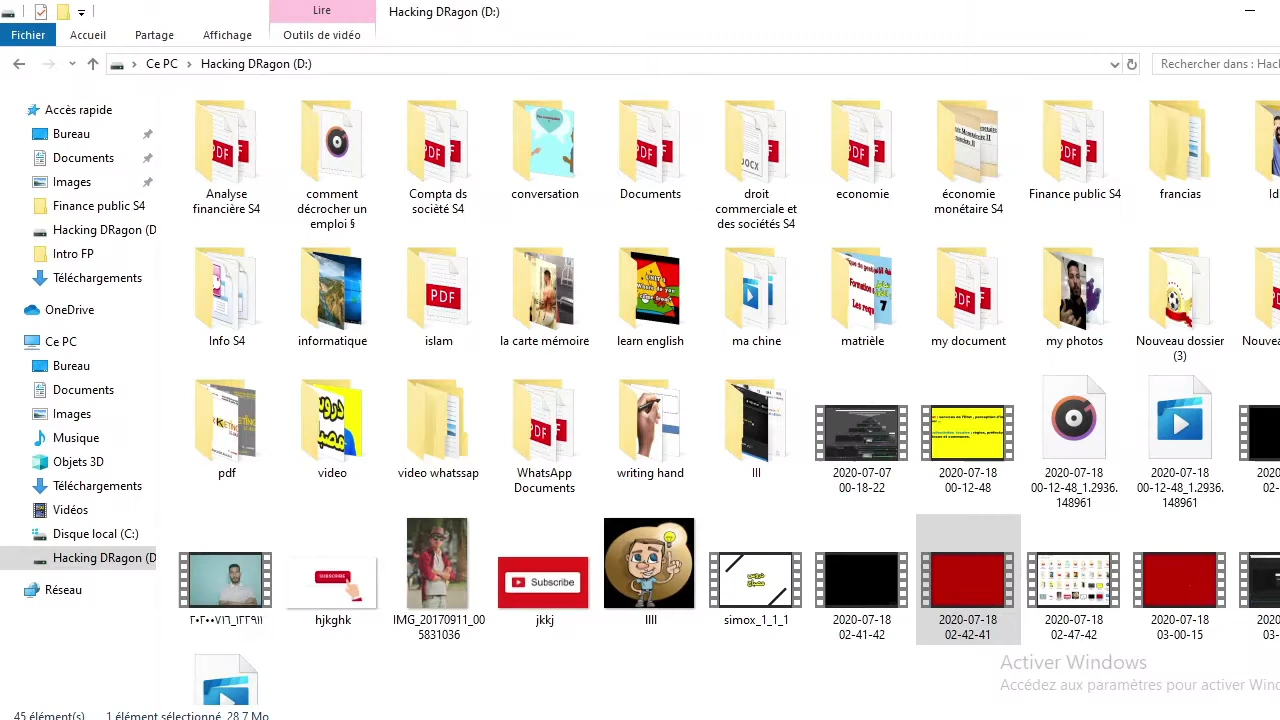 Lire
Hacking DRagon (D:)
Fichier
Accueil
Partage
Affichage
Outils de vidéo
Ce PC
Hacking DRagon (D:)
Rechercher dans : Hack
Accès rapide
Bureau
Documents
Images
Finance public S4
Hacking DRagon (D
Intro FP
Téléchargements
OneDrive
Ce PC
Bureau
Documents
Images
Musique
Objets 3D
Téléchargements
Vidéos
Disque local (C:)
Hacking DRagon (D
Réseau
Analyse
financière S4
comment
décrocher un
emploi §
Compta ds
socièté S4
conversation
Documents
droit
commerciale et
des sociétés S4
economie
économie
monétaire S4
Finance public S4
francias
Info S4
informatique
islam
la carte mémoire
learn english
ma chine
matrièle
my document
my photos
Nouveau dossier
(3)
pdf
video
video whatssap
WhatsApp
Documents
writing hand
lll
2020-07-07
00-18-22
2020-07-18
00-12-48
2020-07-18
00-12-48_1.2936.
148961
2020-07-18
00-12-48_1.2936.
148961
hjkghk
IMG_20170911_00
5831036
Subscribe
jkkj
llll
simox_1_1_1
2020-07-18
02-41-42
2020-07-18
02-42-41
2020-07-18
02-47-42
2020-07-18
03-00-15
Activer Windows
Accédez aux paramètres pour activer Win
45 élément(s)
1 élément sélectionné 28,7 Mo